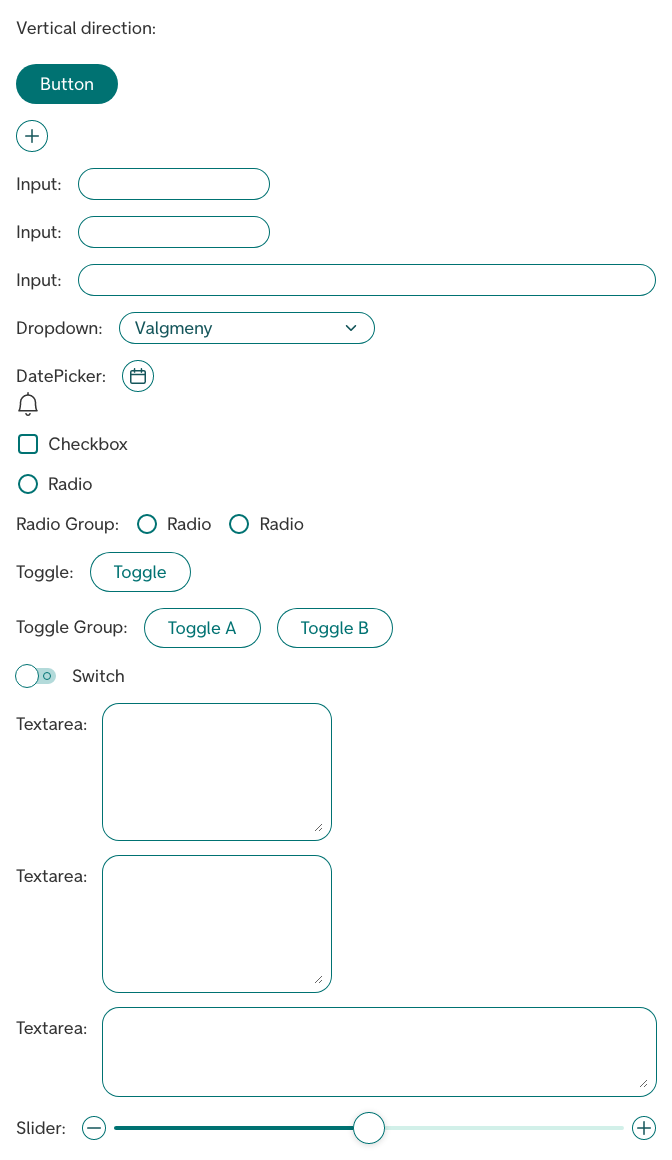 Vertical direction:
Button
Input:
Input:
Input:
Dropdown: Valgmeny
DatePicker:
Checkbox
Radio
Radio Group: Radio Radio
Toggle: Toggle
Toggle Group: Toggle A Toggle B
Switch
Textarea:
Textarea:
Textarea:
Slider: